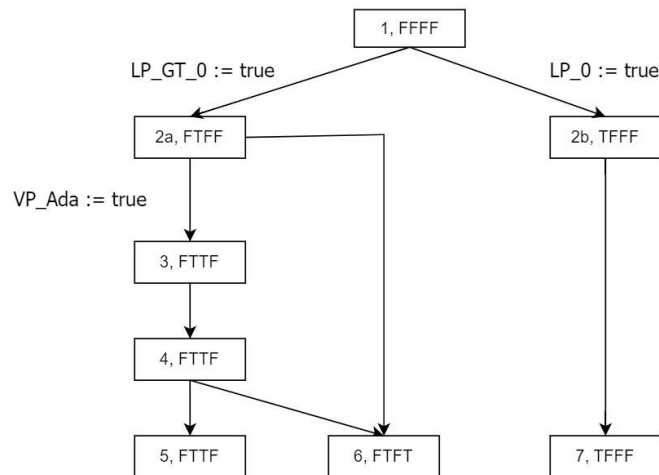 1, FFFF
LP_GT_0 := true
LP_0 := true
2a, FTFF
2b, TFFF
VP_Ada := true
3, FTTF
4, FTTF
5, FTTF
6, FTFT
7, TFFF